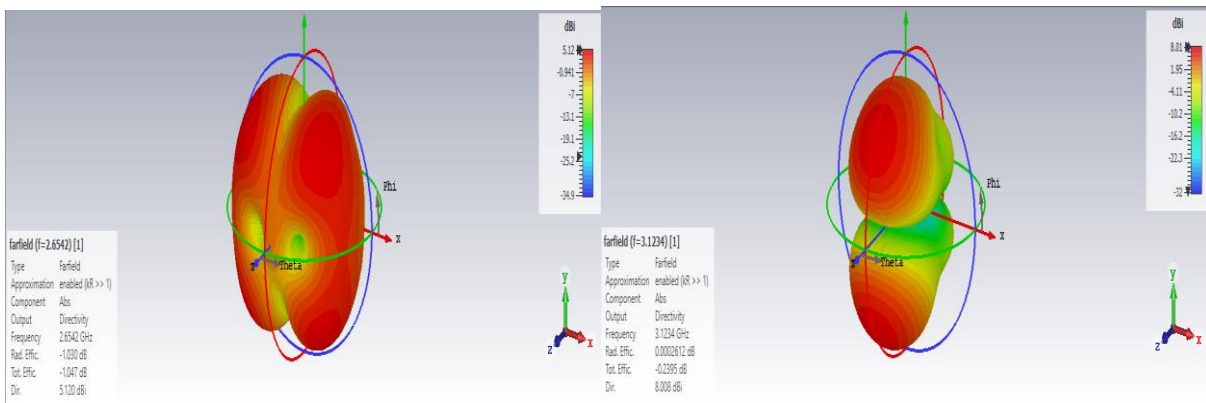 dBi
5.12
-0.941
-7
-13.1
-19.1
-25.2
-34.9
Phi
x
z
Theta
farfield (f=2.6542) [1]
Type Farfield
Approximation enabled (kR >> 1)
Component Abs
Output Directivity
Frequency 2.6542 GHz
Rad. Effic. -1.030 dB
Tot. Effic. -1.047 dB
Dir. 5.120 dBi
y
z x
dBi
8.01
1.95
-4.11
-10.2
-16.2
-22.3
-32
Phi
x
z
Theta
farfield (f=3.1234) [1]
Type Farfield
Approximation enabled (kR >> 1)
Component Abs
Output Directivity
Frequency 3.1234 GHz
Rad. Effic. 0.0002612 dB
Tot. Effic. -0.2395 dB
Dir. 8.008 dBi
y
z x